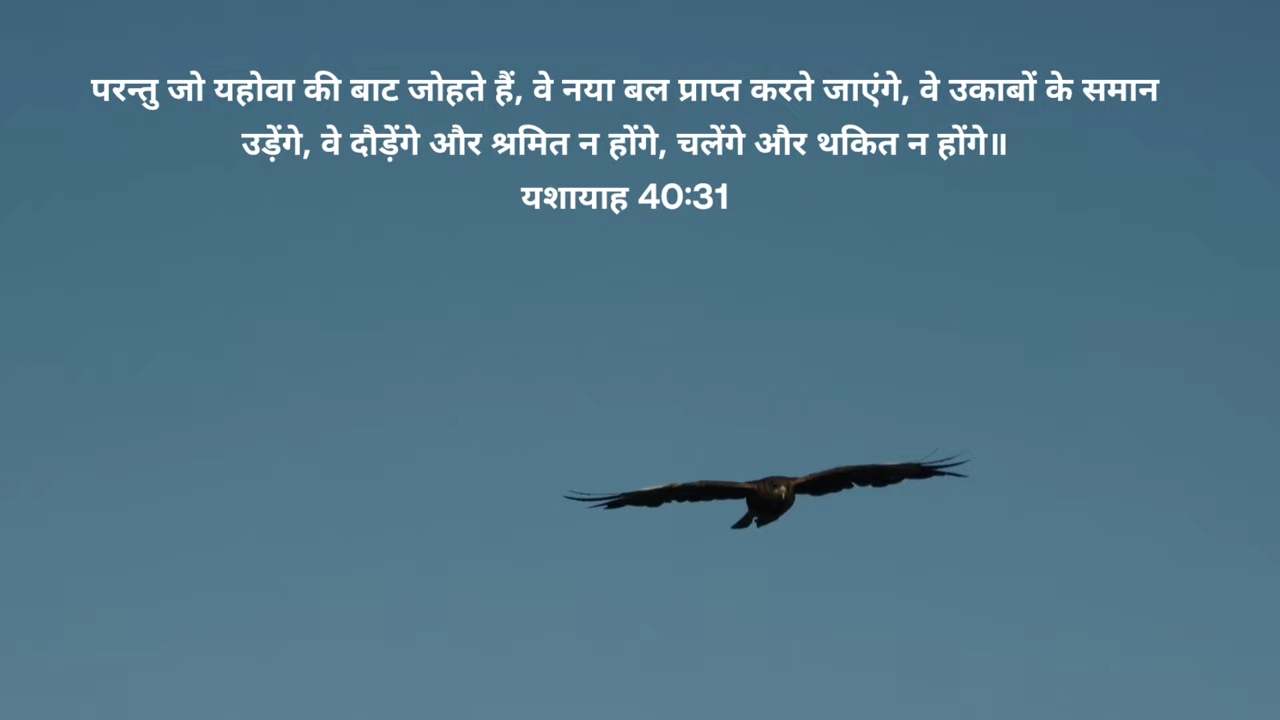 परन्तु जो यहोवा की बाट जोहते हैं, वे नया बल प्राप्त करते जाएंगे, वे उकाबों के समान
उड़ेंगे, वे दौड़ेंगे और श्रमित न होंगे, चलेंगे और थकित न होंगे॥
यशायाह 40:31